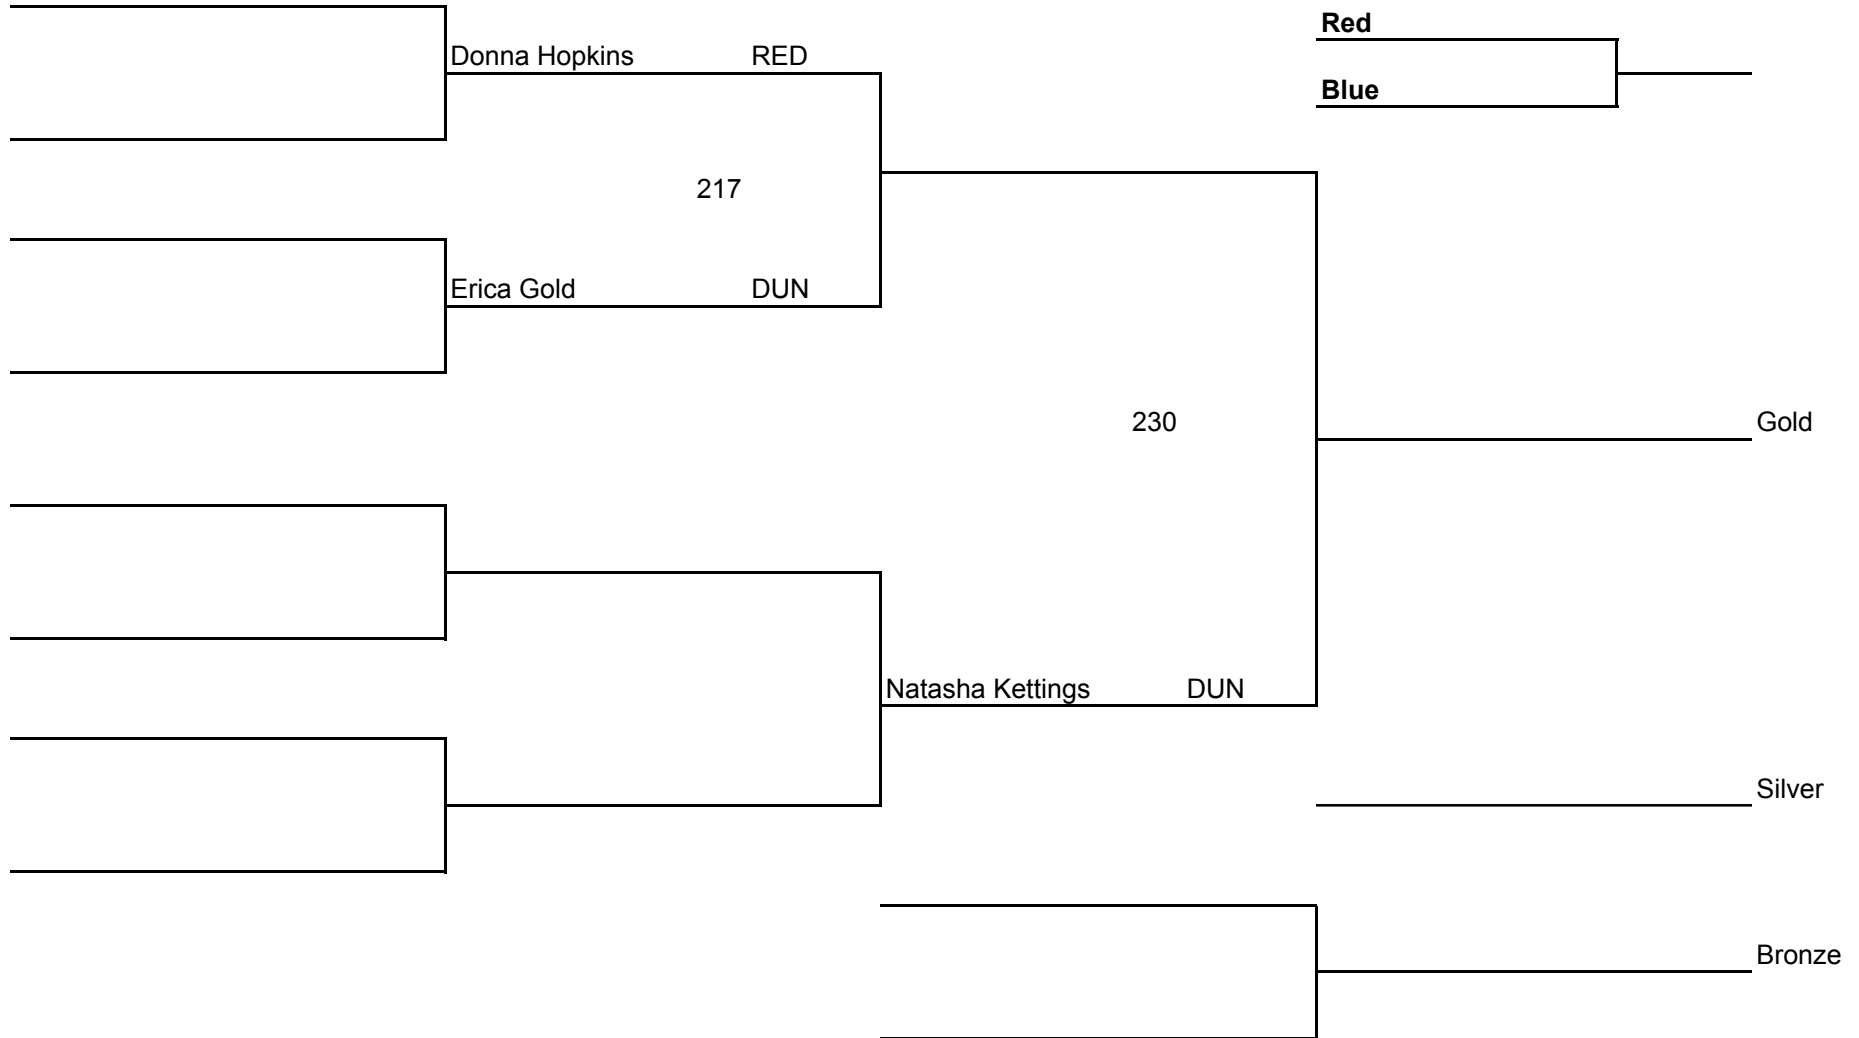 Red
Donna Hopkins RED
Blue
217
Erica Gold DUN
230
Gold
Natasha Kettings DUN
Silver
Bronze